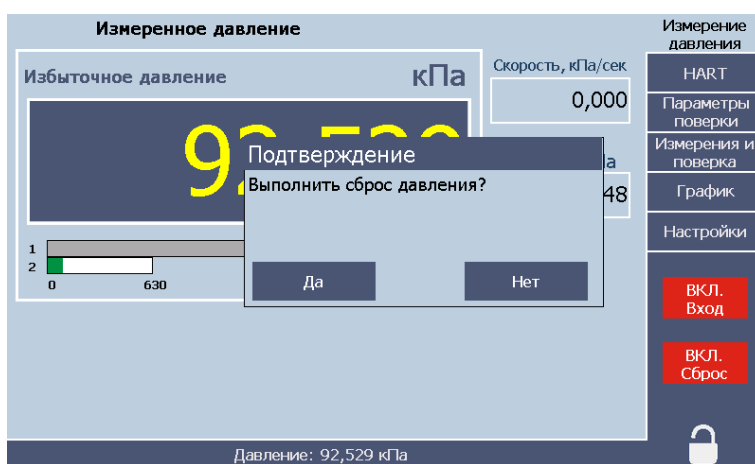 Измеренное давление
Избыточное давление
кПа
Скорость, кПа/сек
0,000
48
1
2
0
630
Подтверждение
Выполнить сброс давления?
Да
Нет
Измерение
давления
HART
Параметры
поверки
Измерения и
поверка
График
Настройки
ВКЛ.
Вход
ВКЛ.
Сброс
Давление: 92,529 кПа